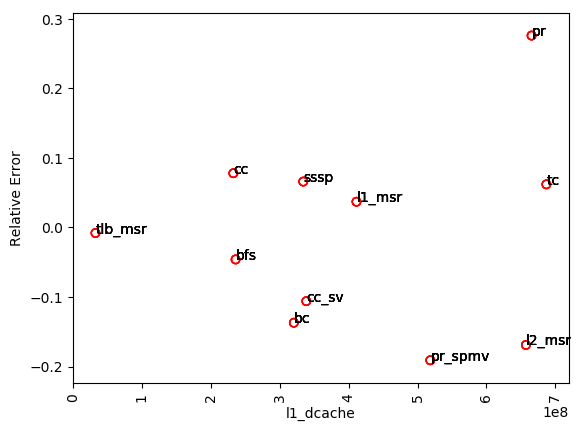 0.3
0.2
0.1
0.0
−0.1
−0.2
Relative Error
pr
cc
sssp
tc
l1_msr
tlb_msr
bfs
cc_sv
bc
l2_msr
pr_spmv
0 1 2 3 4 5 6 7
1e8
l1_dcache